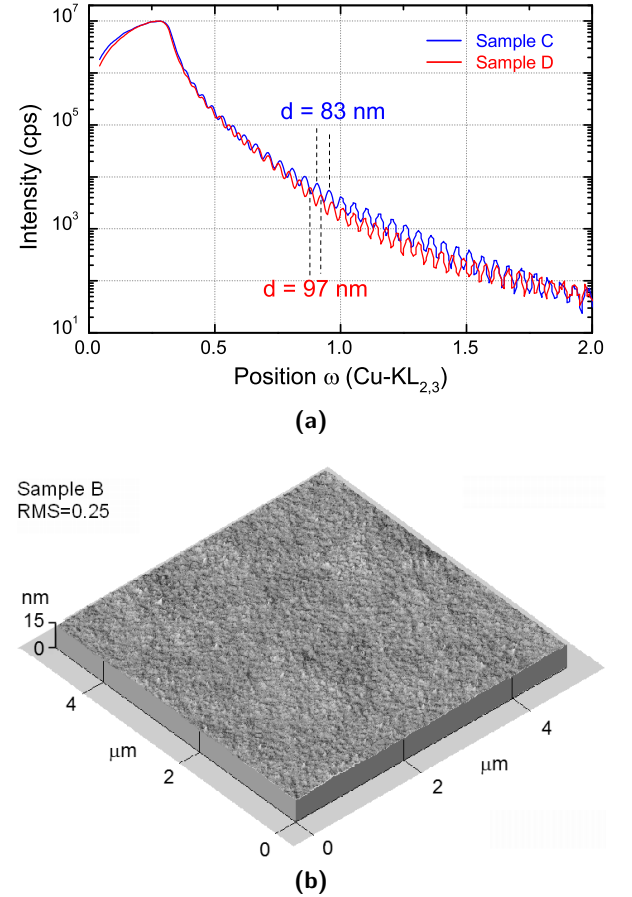 10^7
Sample C
Sample D
10^5
d = 83 nm
Intensity (cps)
10^3
d = 97 nm
10^1
0.0 0.5 1.0 1.5 2.0
Position ω (Cu-KL2,3)
(a)
Sample B
RMS=0.25
nm
15
0
4
μm
2
0
4
μm
2
0
(b)